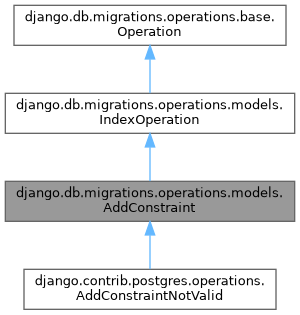 django.db.migrations.operations.base.
Operation
django.db.migrations.operations.models.
IndexOperation
django.db.migrations.operations.models.
AddConstraint
django.contrib.postgres.operations.
AddConstraintNotValid